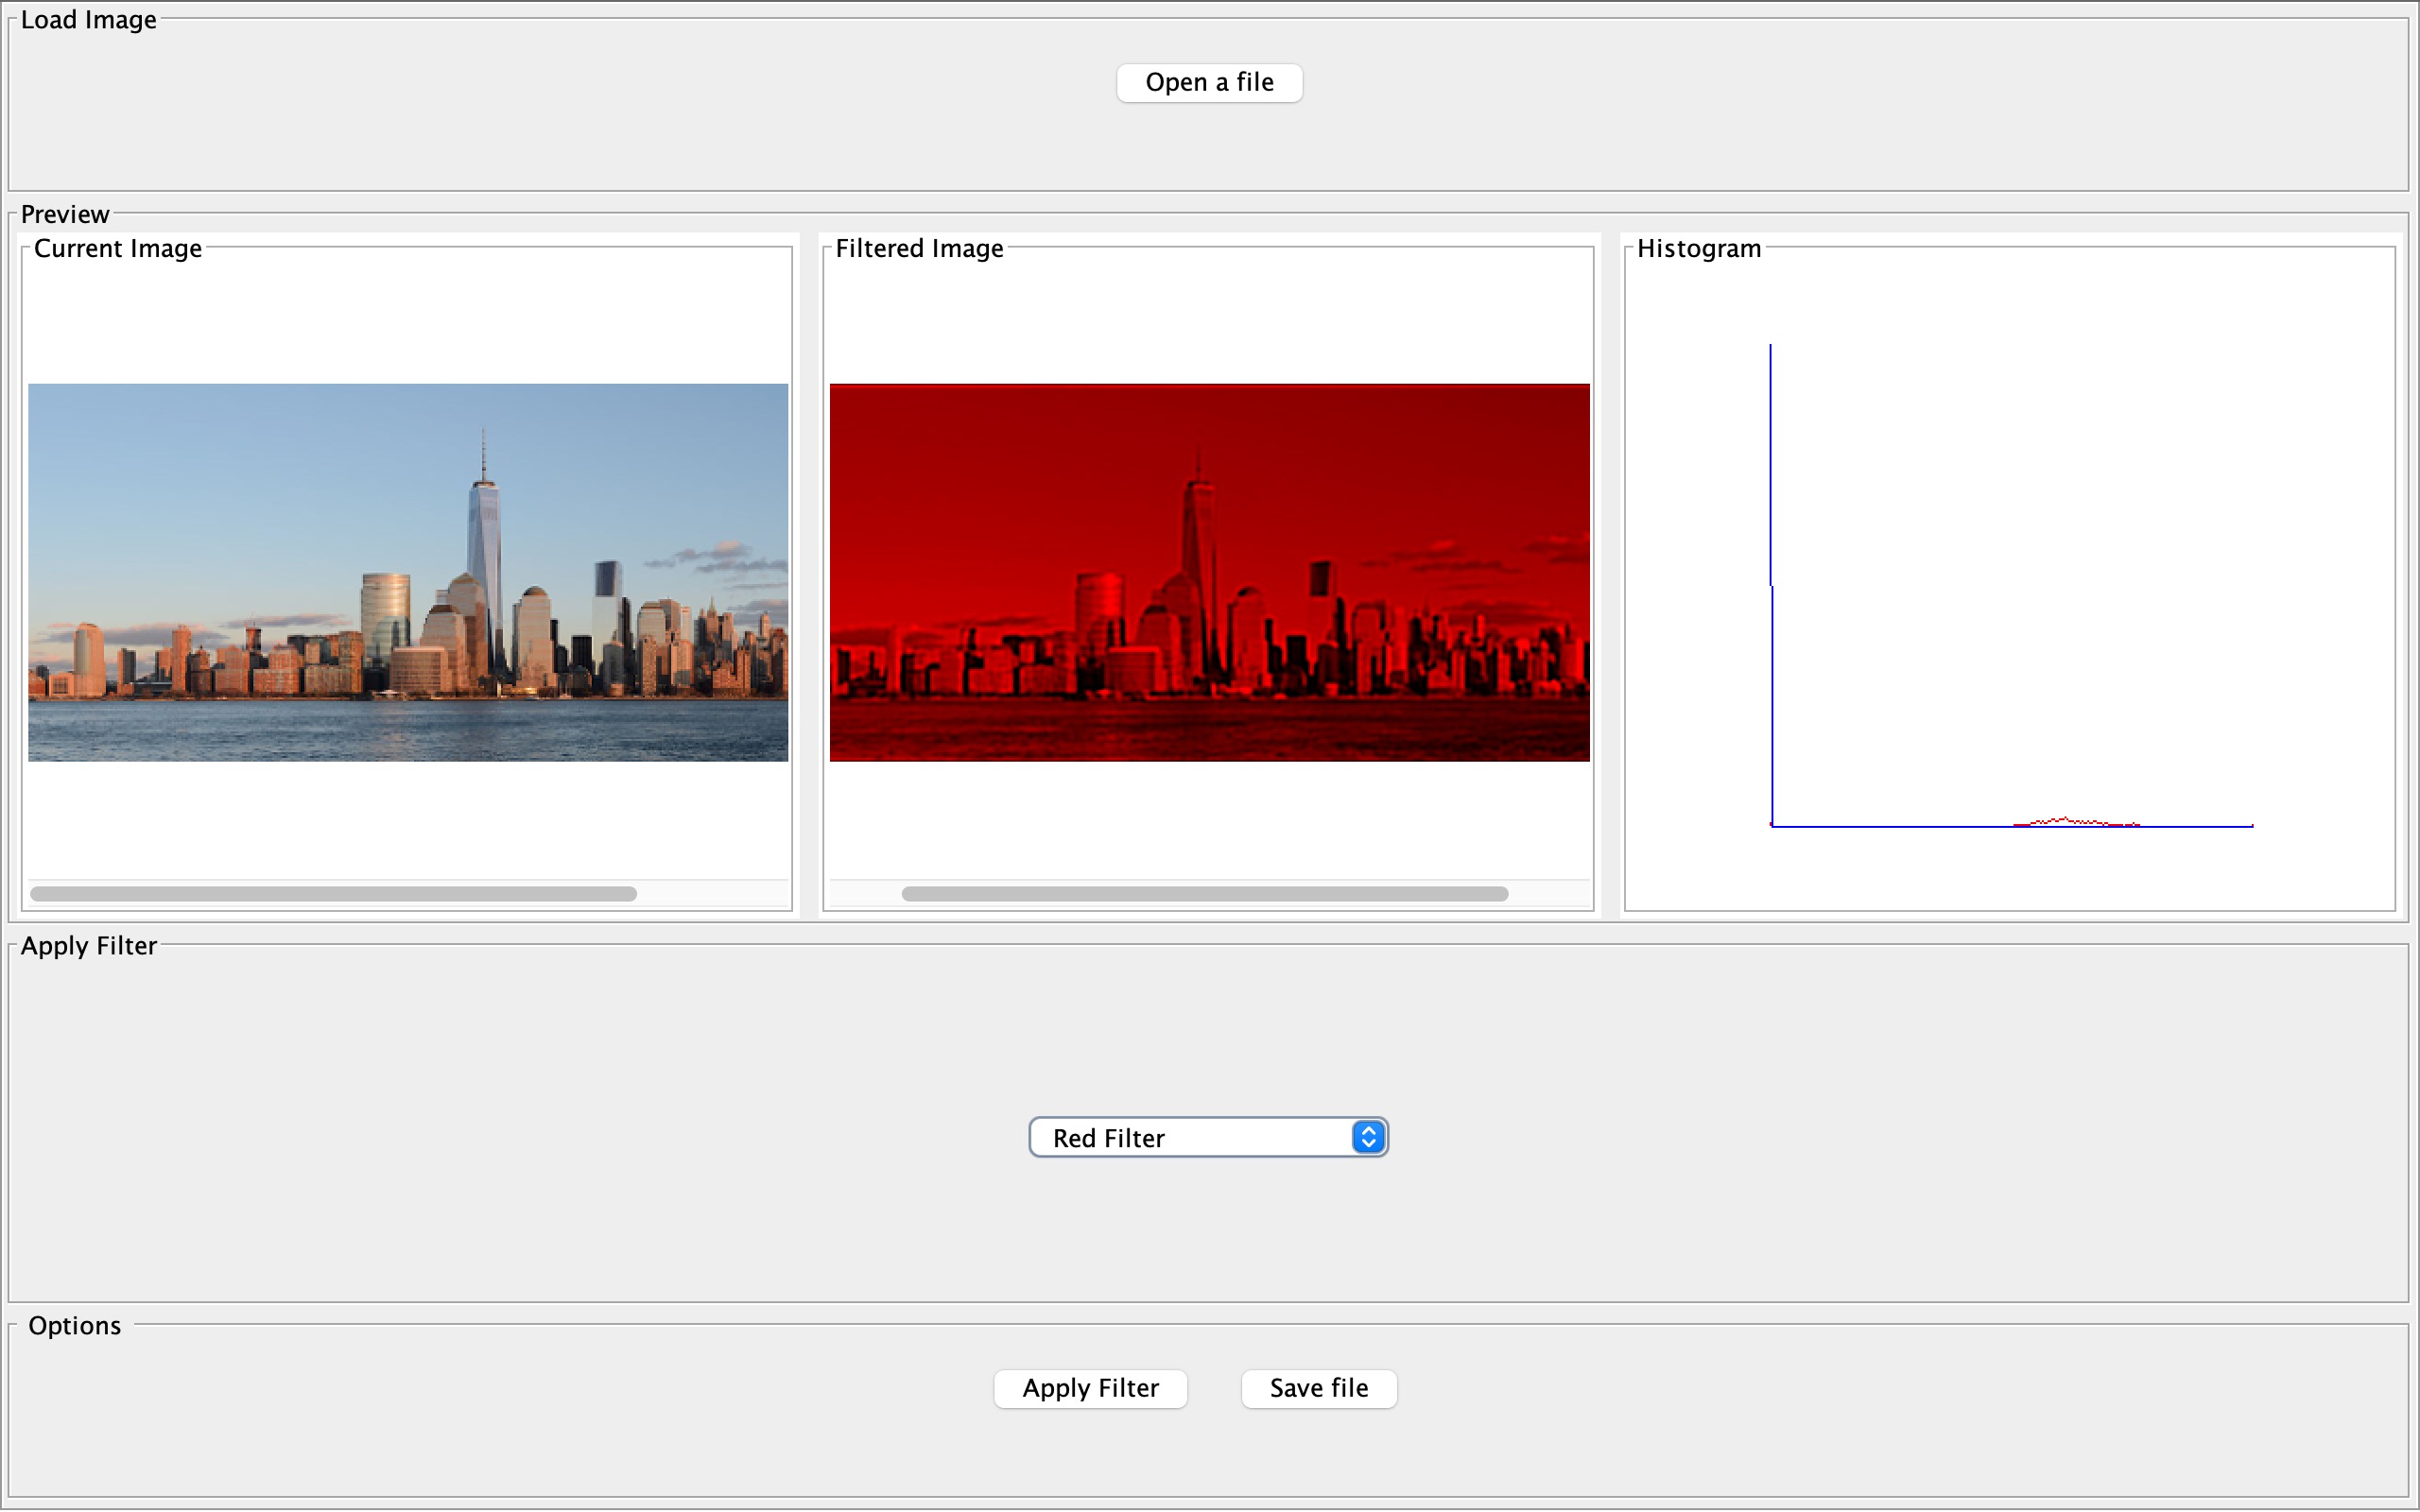 Load Image
Open a file
Preview
Current Image
Filtered Image
Histogram
Apply Filter
Red Filter
Options
Apply Filter
Save file